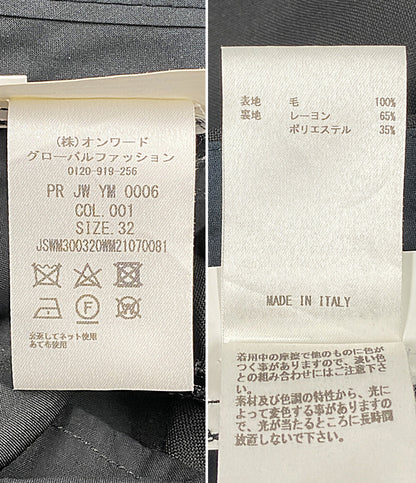 (株)オンワード
グローバルファッション
0120-919-256
PR JW YM 0006
COL.001
SIZE.32
JSWM300320WM21070081
F
W
必ず裏返してネット使用
あて布使用
表地 毛 100%
裏地 レーヨン 65%
ポリエステル 35%
MADE IN ITALY
着用中の摩擦で他のものに色が
つく事がありますので、淡い色
との組み合わせにはご注意下さ
い。
素材及び色調の特性から、光に
よって変色する事があります
ので、光が当たるところに長時間
放置しないで下さい。